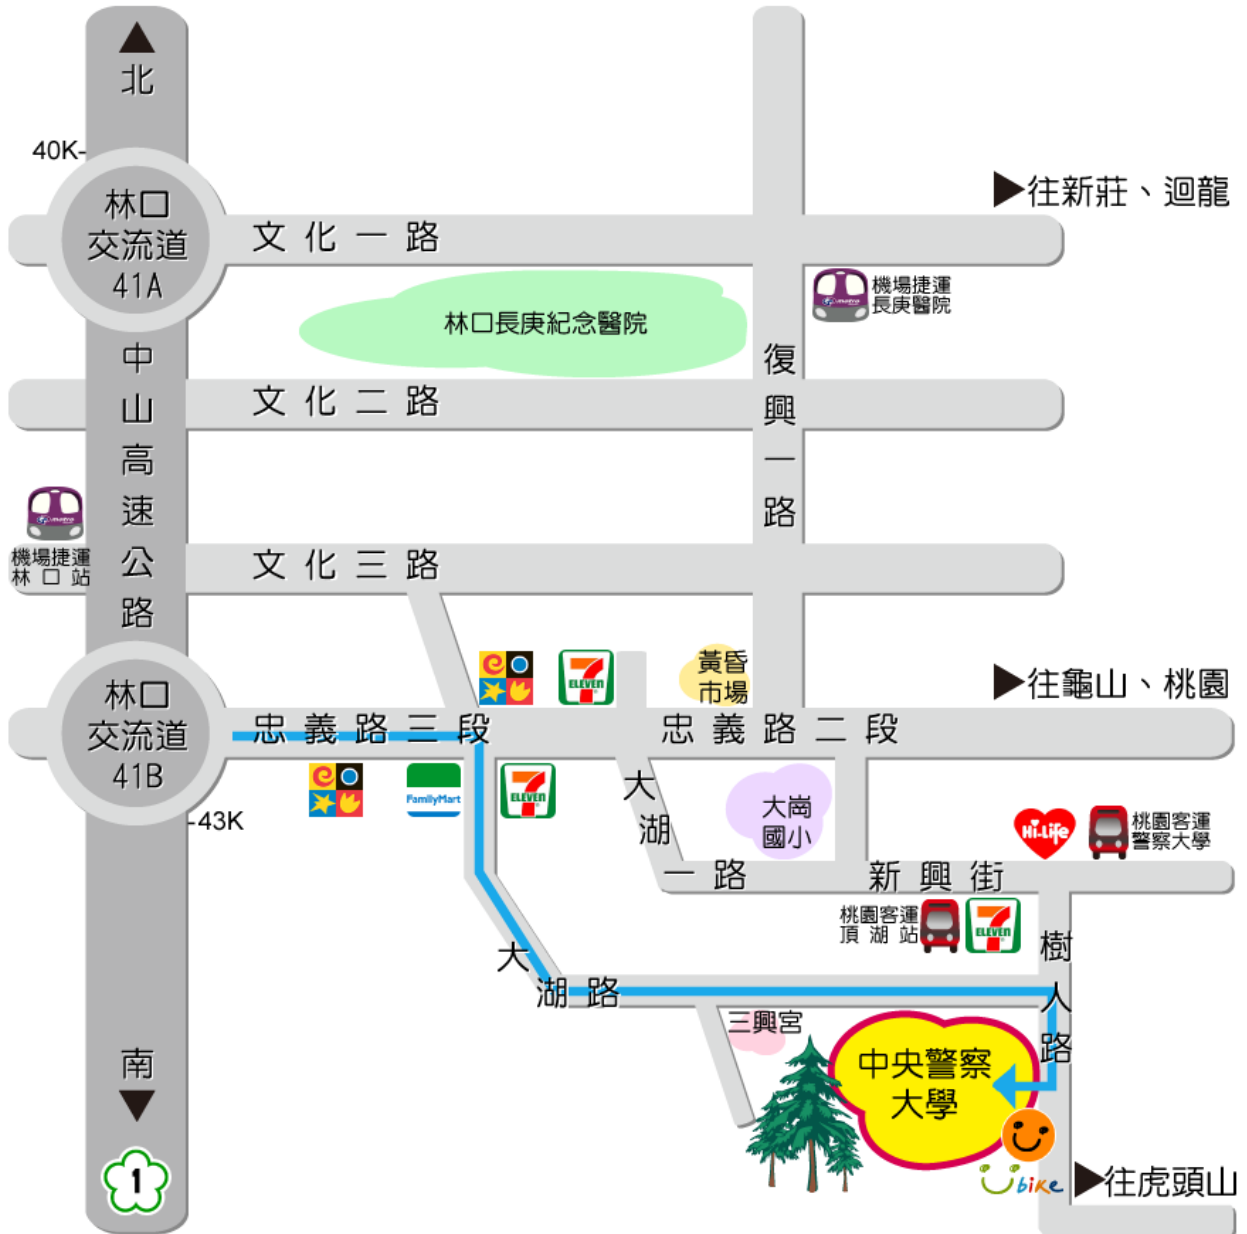 北
40K
林口
交流道
41A
文化一路
往新莊、迴龍
機場捷運
長庚醫院
林口長庚紀念醫院
中山高速公路
文化二路
復興一路
機場捷運
林口站
文化三路
ELEVEN
黃昏
市場
往龜山、桃園
林口
交流道
41B
忠義路三段
忠義路二段
43K
FamilyMart
ELEVEN
大湖一路
大崗
國小
Hi-Life
桃園客運
警察大學
新興街
桃園客運
頂湖站
ELEVEN
樹人路
大湖路
三興宮
中央警察
大學
南
1
Ubike
往虎頭山